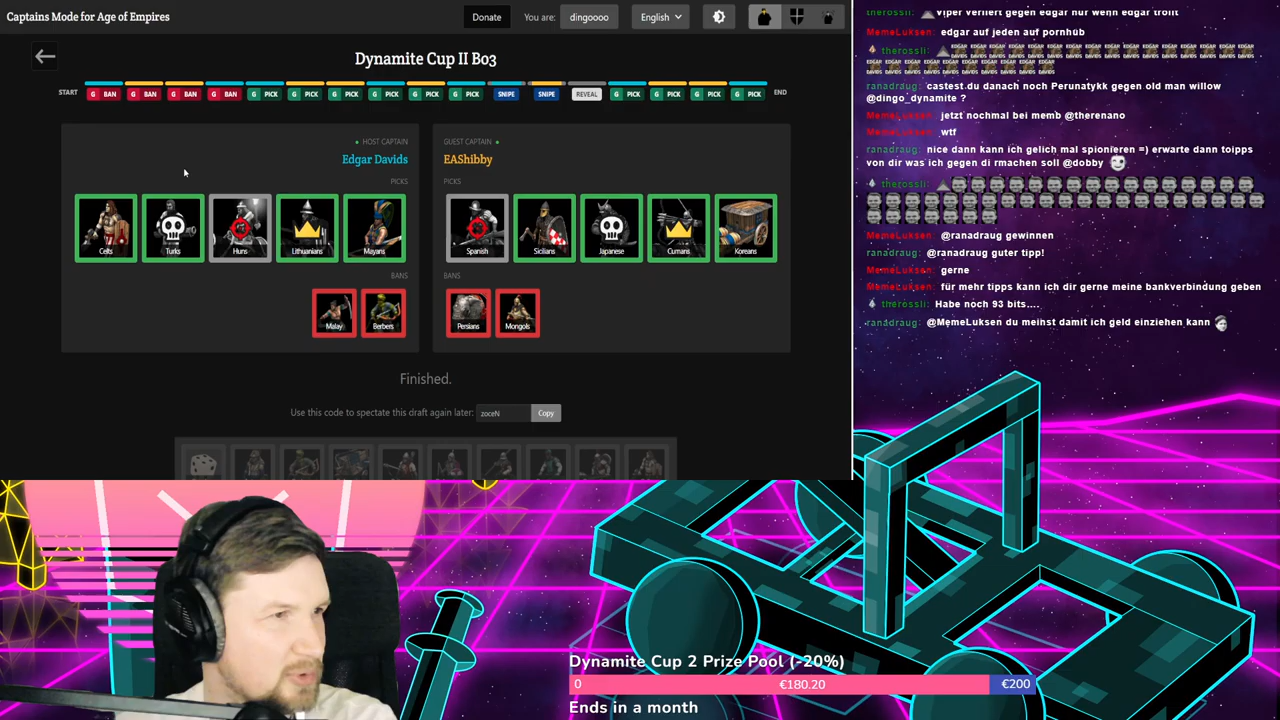 Captains Mode for Age of Empires
Donate
You are: dingoooo
English
Dynamite Cup II Bo3
START G BAN G BAN G BAN G BAN G PICK G PICK G PICK G PICK G PICK G PICK SNIPE SNIPE REVEAL G PICK G PICK G PICK G PICK END
HOST CAPTAIN
Edgar Davids
PICKS
Celts Turks Huns Lithuanians Mayans
BANS
Malay Berbers
GUEST CAPTAIN
EAShibby
PICKS
Spanish Sicilians Japanese Cumans Koreans
BANS
Persians Mongols
Finished.
Use this code to spectate this draft again later: zoceN Copy
therossli: Viper verliert gegen edgar nur wenn edgar trollt
MemeLuksen: edgar auf jeden auf pornhüb
therossli:
ranadraug: castest du danach noch Perunatykk gegen old man willow
@dingo_dynamite ?
MemeLuksen: jetzt nochmal bei memb @therenano
MemeLuksen: wtf
ranadraug: nice dann kann ich gelich mal spionieren =) erwarte dann toipps
von dir was ich gegen di rmachen soll @dobby
therossli:
MemeLuksen: @ranadraug gewinnen
ranadraug: @ranadraug guter tipp!
MemeLuksen: gerne
MemeLuksen: für mehr tipps kann ich dir gerne meine bankverbindung geben
therossli: Habe noch 93 bits....
ranadraug: @MemeLuksen du meihst damit ich geld einziehen kann
Dynamite Cup 2 Prize Pool (-20%)
0 €180.20 €200
Ends in a month